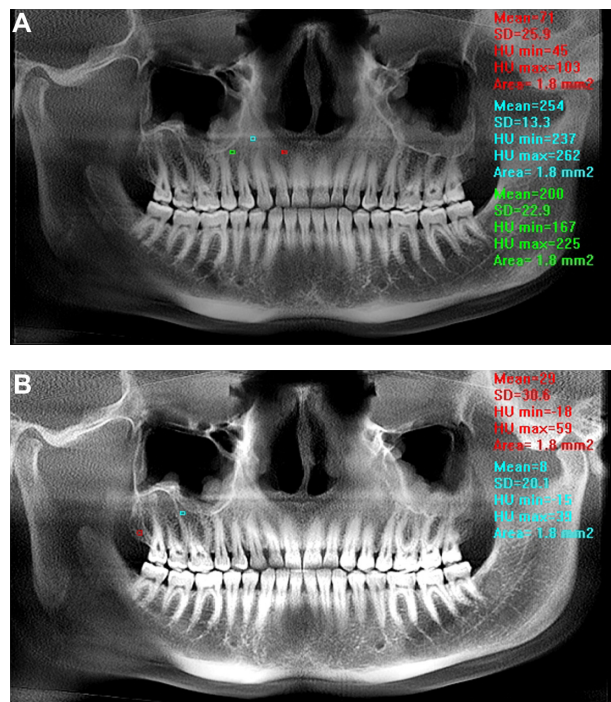 A
Mean=71
SD=25.9
HU min=45
HU max=103
Area= 1.8 mm2
Mean=254
SD=13.3
HU min=237
HU max=262
Area= 1.8 mm2
Mean=200
SD=22.9
HU min=167
HU max=225
Area= 1.8 mm2
B
Mean=29
SD=30.6
HU min=-18
HU max=59
Area= 1.8 mm2
Mean=8
SD=20.1
HU max=39
Area= 1.8 mm2